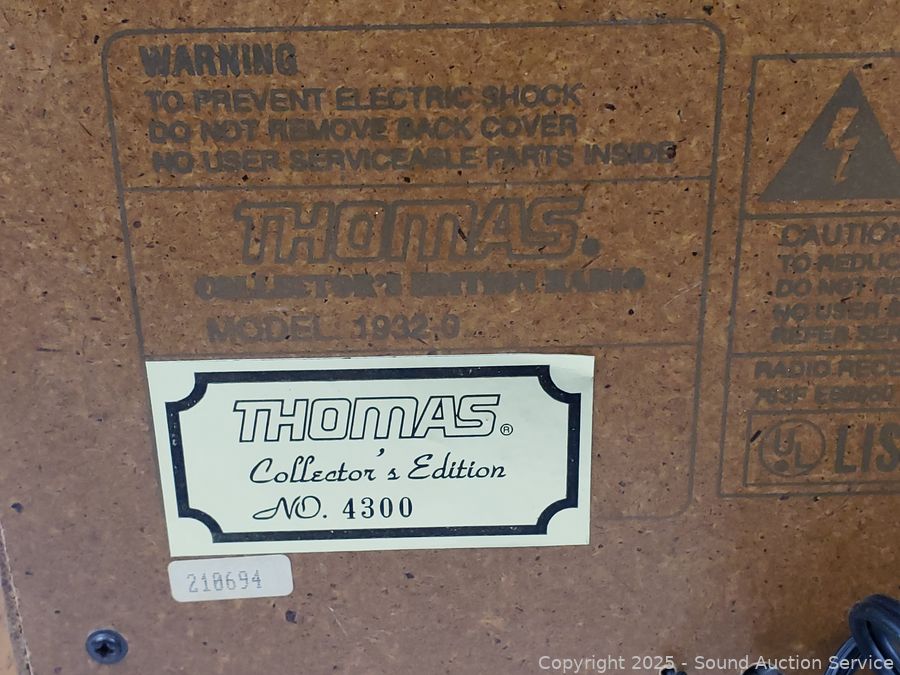 WARNING
TO PREVENT ELECTRIC SHOCK
DO NOT REMOVE BACK COVER
NO USER SERVICEABLE PARTS INSIDE
THOMAS.
COLLECTOR'S EDITION RADIO
MODEL: 1932.0
THOMAS®
Collector's Edition
NO. 4300
210694
CAUTION
TO REDUC
DO NOT RE
NO USER
REFER SER
RADIO RECE
UL LIS
Copyright © 2025 - Sound Auction Service